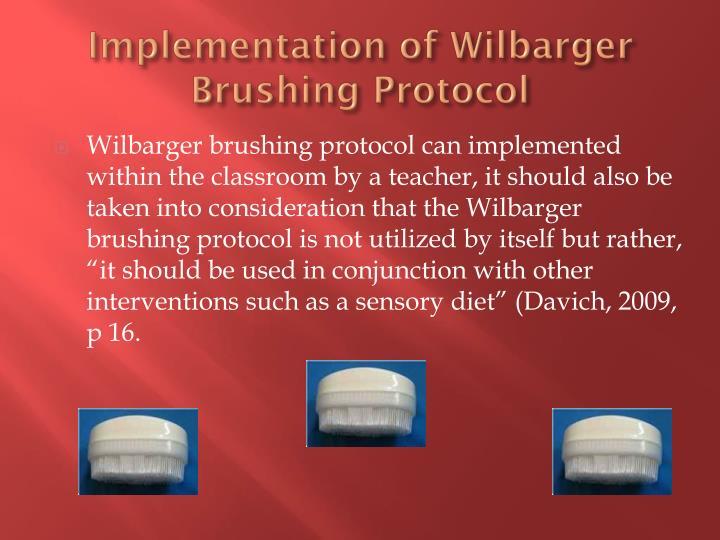 Implementation of Wilbarger
Brushing Protocol
Wilbarger brushing protocol can implemented
within the classroom by a teacher, it should also be
taken into consideration that the Wilbarger
brushing protocol is not utilized by itself but rather,
“it should be used in conjunction with other
interventions such as a sensory diet” (Davich, 2009,
p 16.